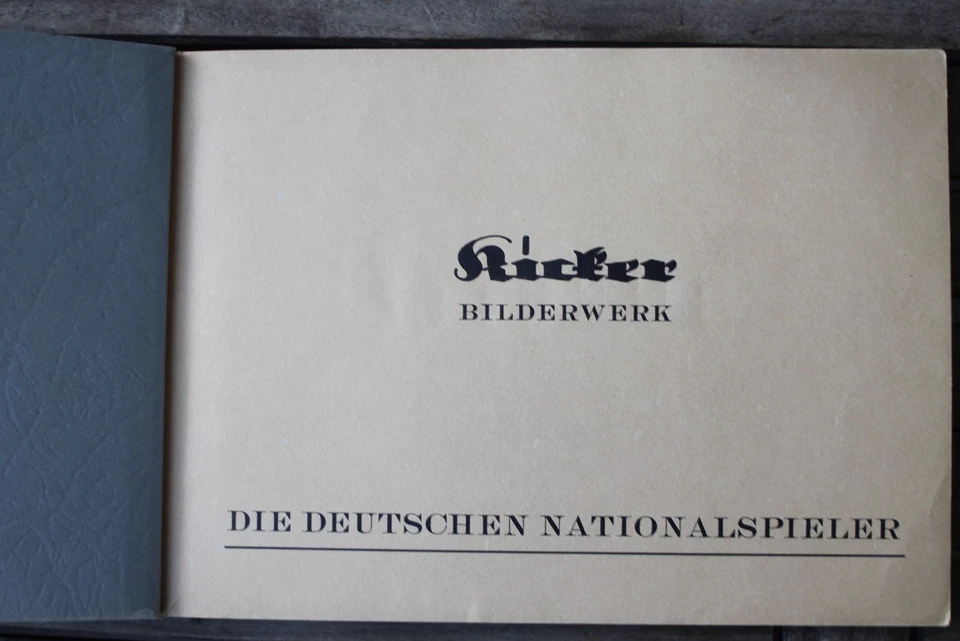 Kicker
BILDERWERK
DIE DEUTSCHEN NATIONALSPIELER